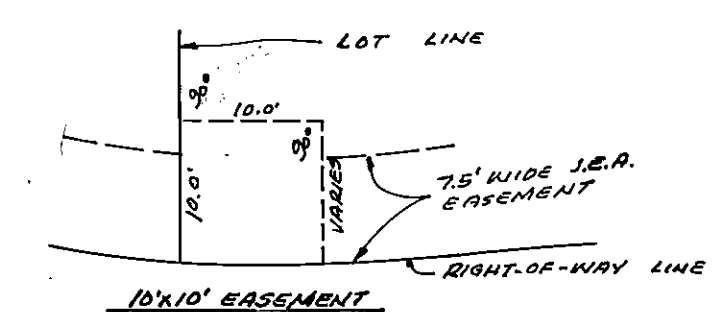 LOT LINE
90°
10.0'
90°
10.0'
VARIES
7.5' WIDE J.E.A.
EASEMENT
RIGHT-OF-WAY LINE
10'X10' EASEMENT